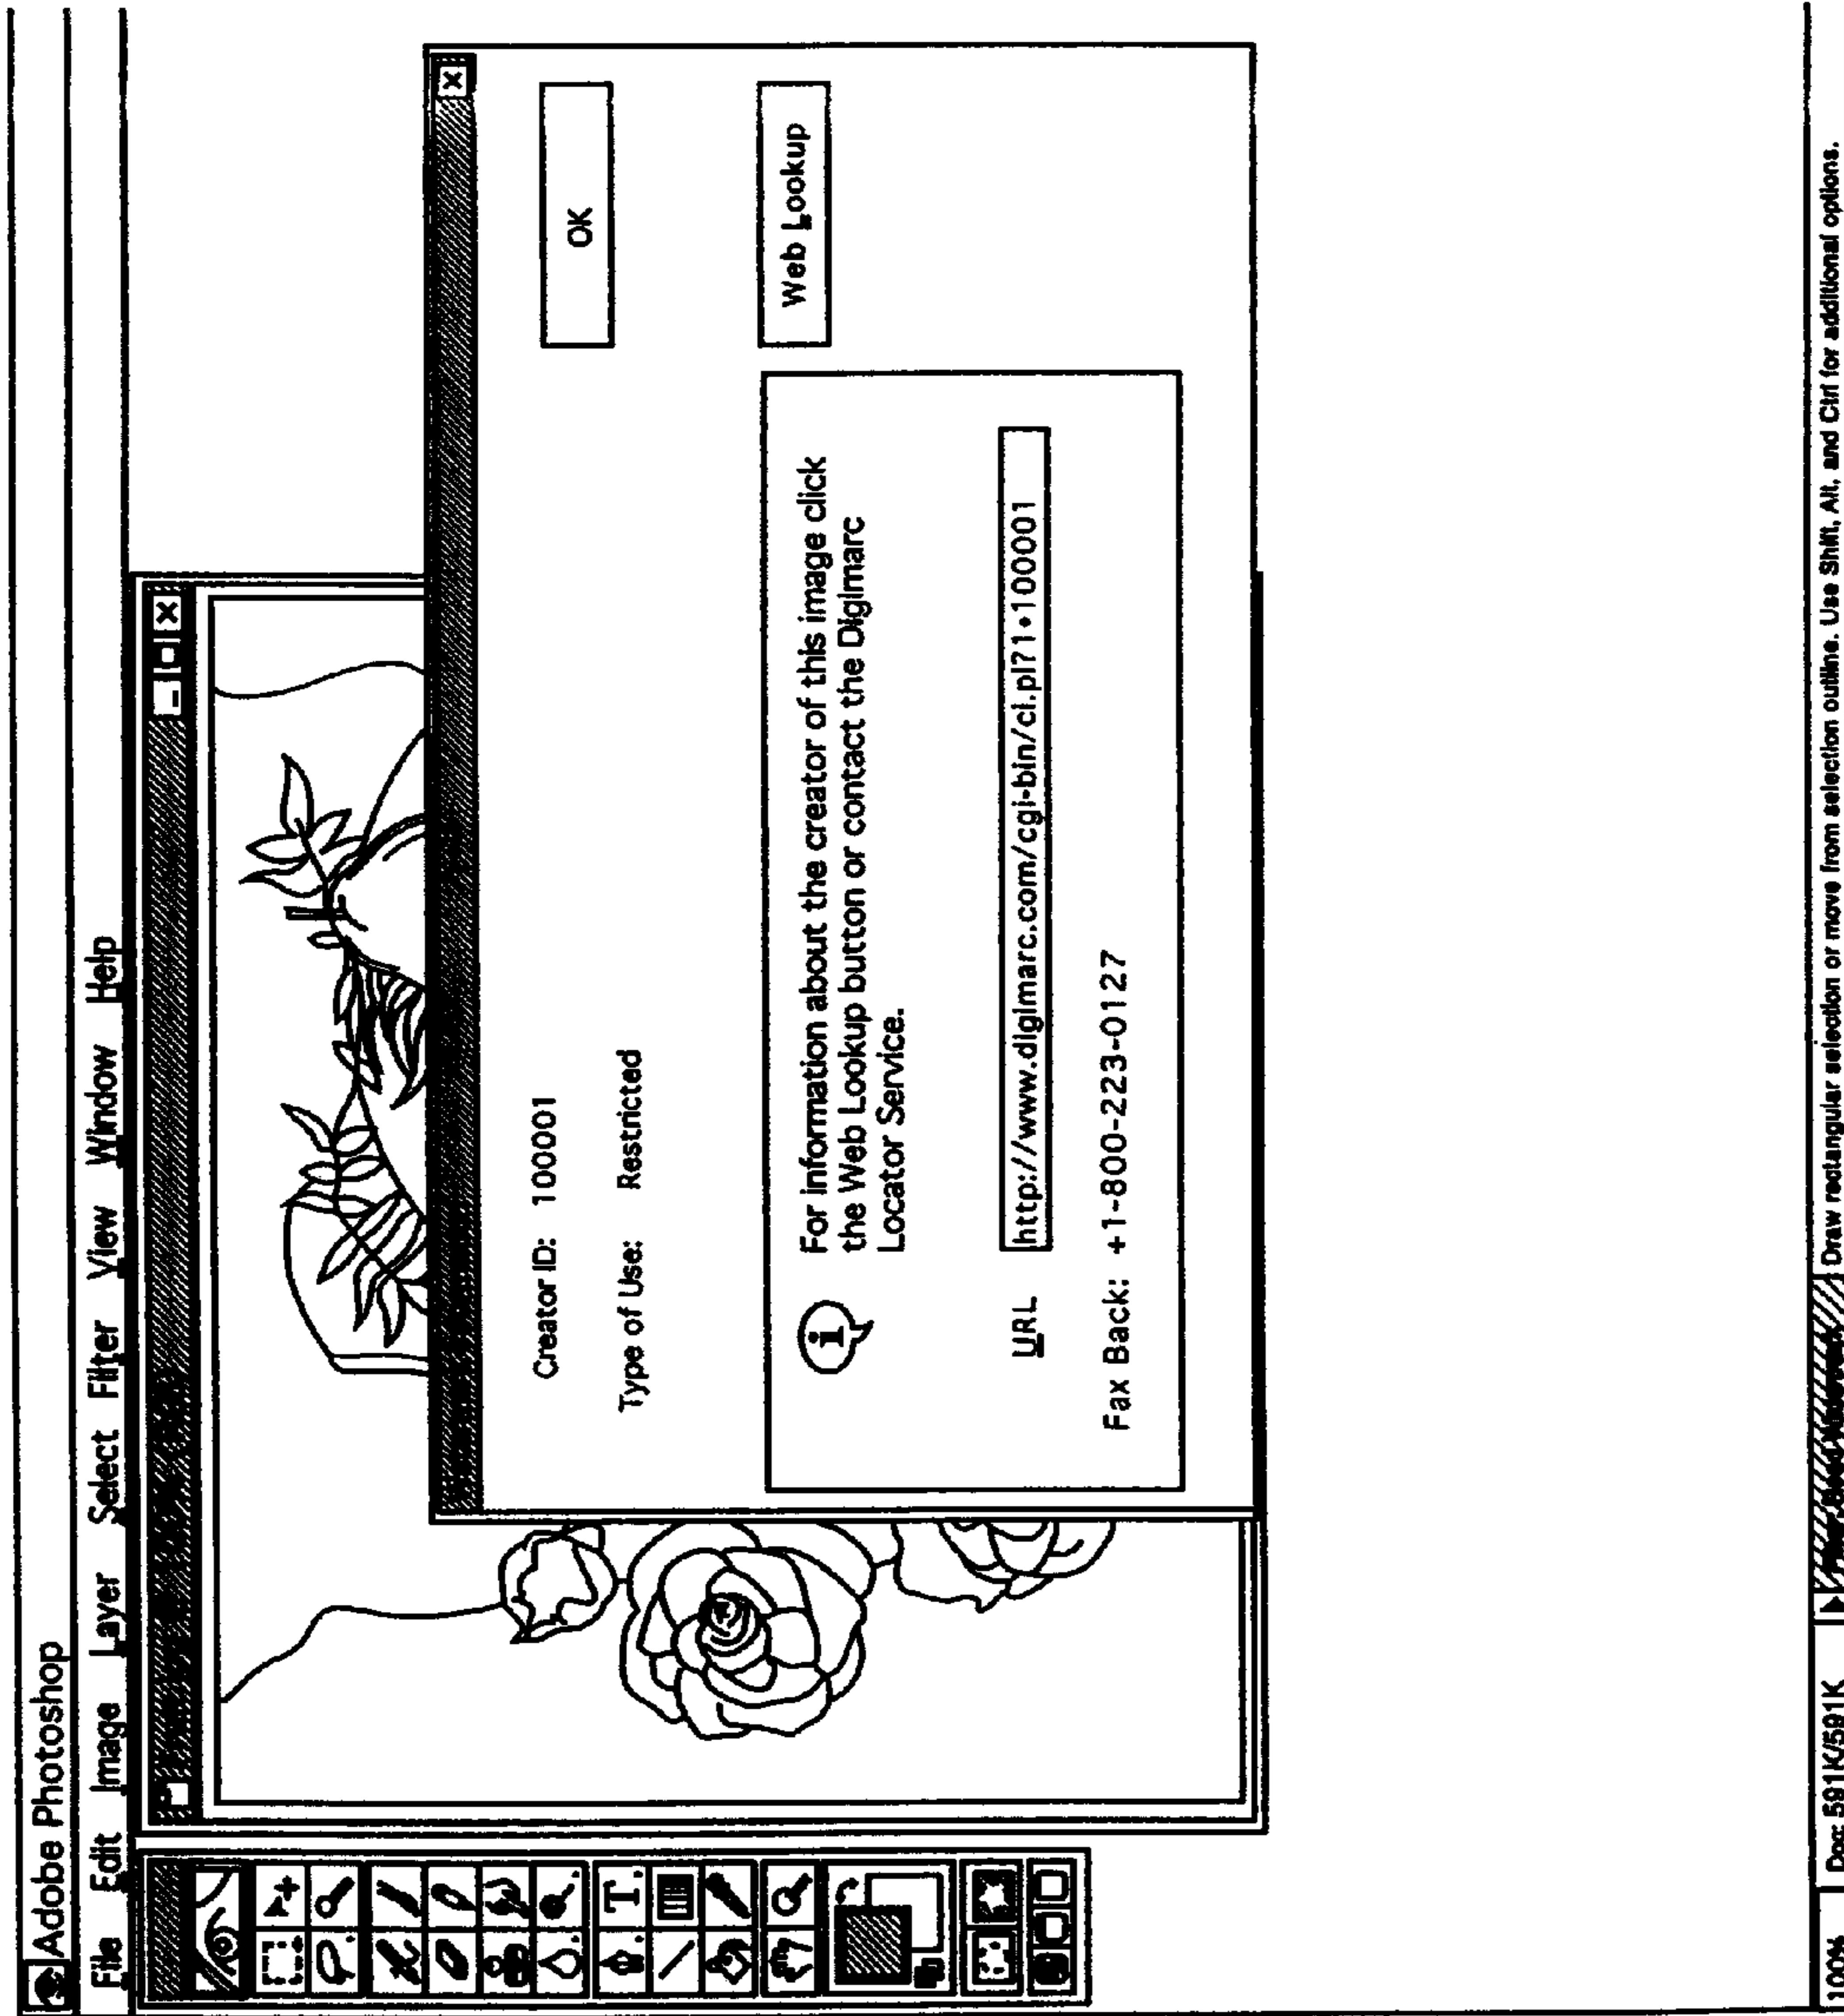 Adobe Photoshop
File Edit Image Layer Select Filter View Window Help
Creator ID: 100001
Type of Use: Restricted
OK
Web Lookup
For information about the creator of this image click
the Web Lookup button or contact the Digimarc
Locator Service.
URL http://www.digimarc.com/cgi-bin/ci.pl?1+100001
Fax Back: +1-800-223-0127
T
100% Doc: 591K/591K Draw rectangular selection or move from selection outline. Use Shift, Alt, and Ctrl for additional options.